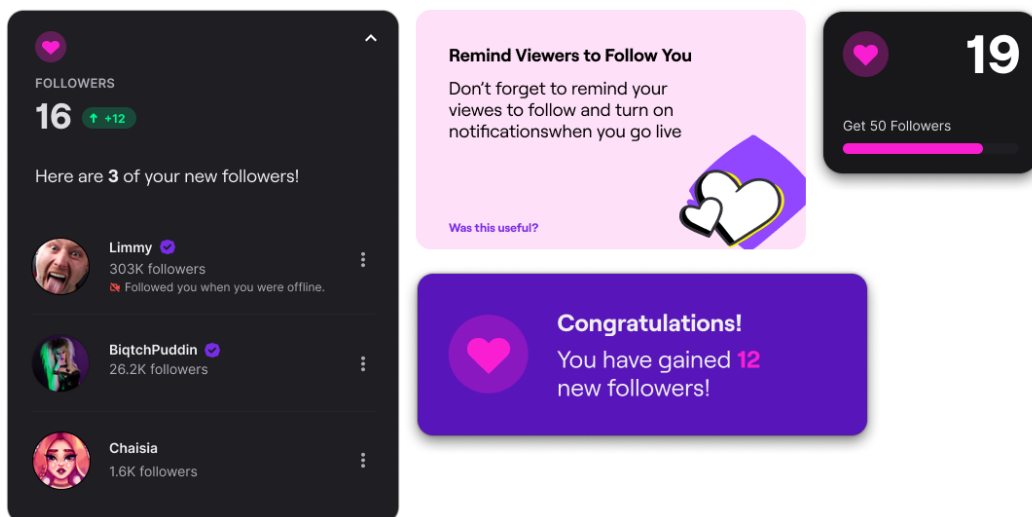 FOLLOWERS
16 +12
Here are 3 of your new followers!
Limmy
303K followers
Followed you when you were offline.
BiqtchPuddin
26.2K followers
Chaisia
1.6K followers
Remind Viewers to Follow You
Don’t forget to remind your
viewes to follow and turn on
notificationswhen you go live
Was this useful?
Congratulations!
You have gained 12
new followers!
19
Get 50 Followers